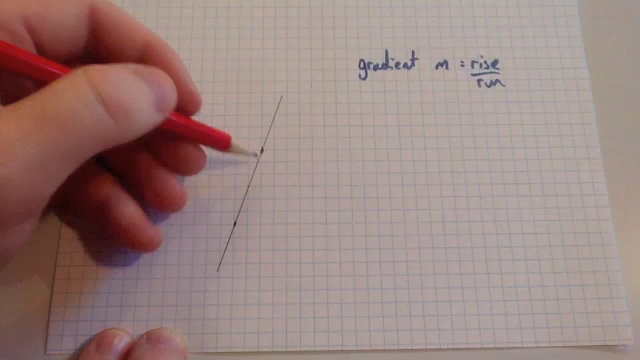 gradient m = rise
run